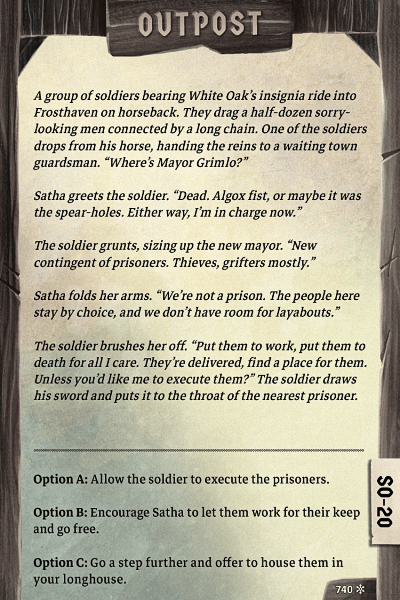 OUTPOST
A group of soldiers bearing White Oak's insignia ride into
Frosthaven on horseback. They drag a half-dozen sorry-
looking men connected by a long chain. One of the soldiers
drops from his horse, handing the reins to a waiting town
guardsman. “Where's Mayor Grimlo?”
Satha greets the soldier. “Dead. Algox fist, or maybe it was
the spear-holes. Either way, I'm in charge now.”
The soldier grunts, sizing up the new mayor. “New
contingent of prisoners. Thieves, grifters mostly.”
Satha folds her arms. “We're not a prison. The people here
stay by choice, and we don't have room for layabouts.”
The soldier brushes her off. “Put them to work, put them to
death for all I care. They're delivered, find a place for them.
Unless you'd like me to execute them?” The soldier draws
his sword and puts it to the throat of the nearest prisoner.
Option A: Allow the soldier to execute the prisoners.
Option B: Encourage Satha to let them work for their keep
and go free.
Option C: Go a step further and offer to house them in
your longhouse.
SO-20
740